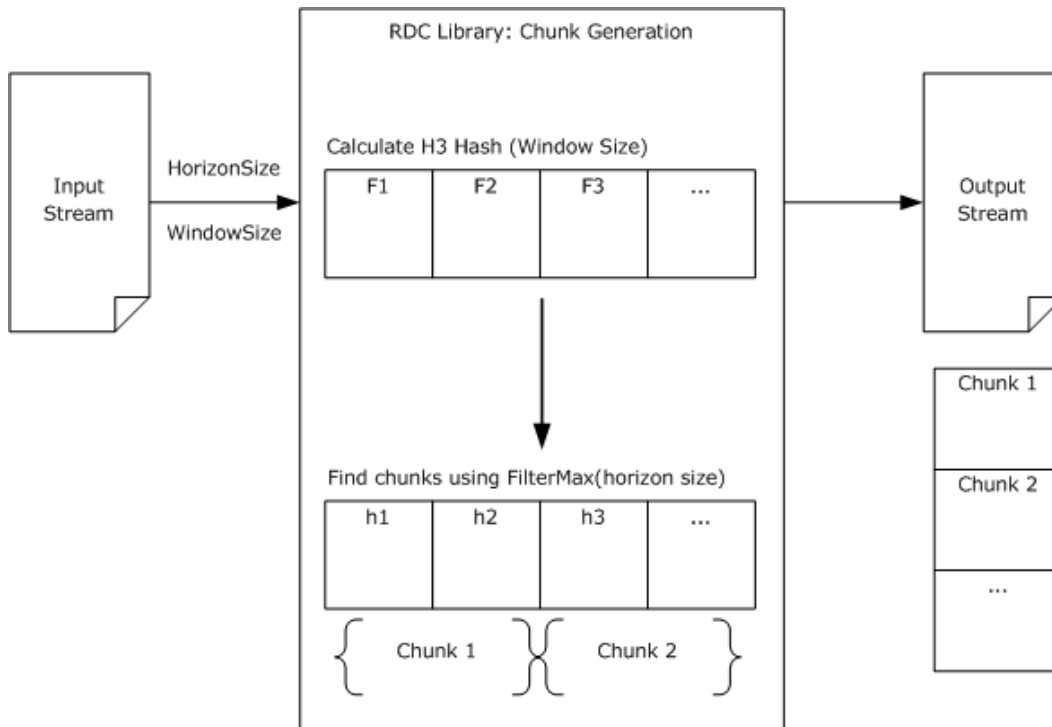 RDC Library: Chunk Generation
Input
Stream
HorizonSize
WindowSize
Calculate H3 Hash (Window Size)
F1 F2 F3 ...
Find chunks using FilterMax(horizon size)
h1 h2 h3 ...
Chunk 1 Chunk 2
Output
Stream
Chunk 1
Chunk 2
...